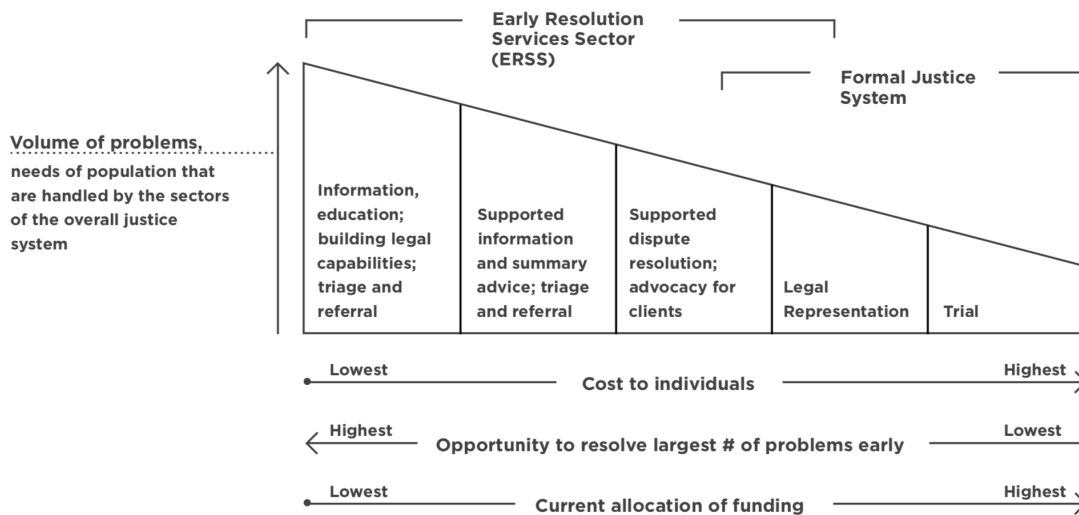 Early Resolution
Services Sector
(ERSS)
Formal Justice
System
Volume of problems,
needs of population that
are handled by the sectors
of the overall justice
system
Information,
education;
building legal
capabilities;
triage and
referral
Supported
information
and summary
advice; triage
and referral
Supported
dispute
resolution;
advocacy for
clients
Legal
Representation
Trial
Lowest
Cost to individuals
Highest
Highest
Opportunity to resolve largest # of problems early
Lowest
Lowest
Current allocation of funding
Highest